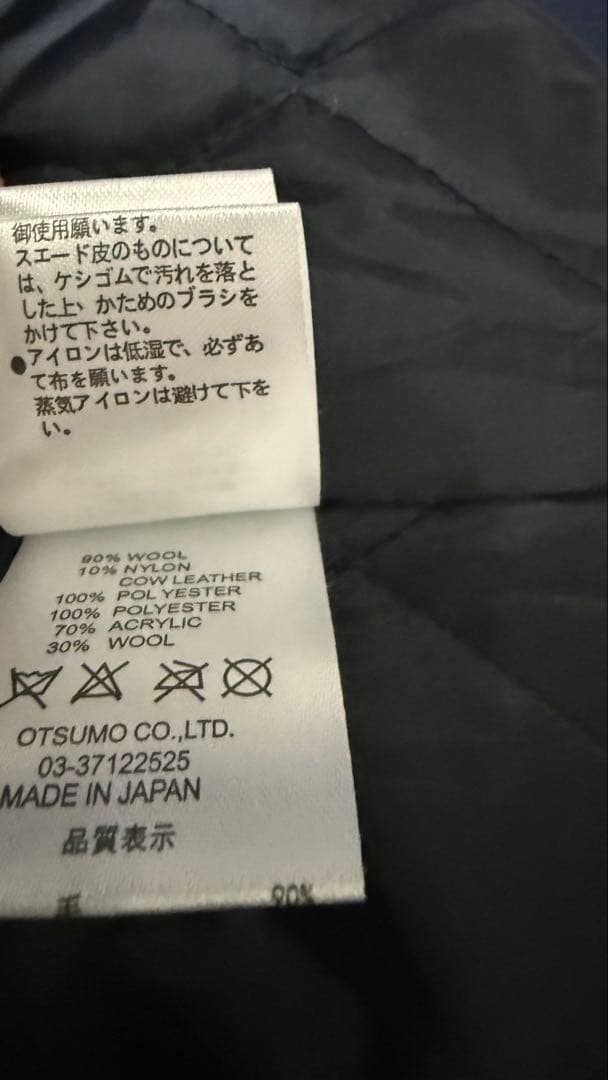 御使用願います。
スエード皮のものについて
は、ケシゴムで汚れを落と
した上、かためのブラシを
かけて下さい。
●アイロンは低湿で、必ずあ
て布を願います。
蒸気アイロンは避けて下を
い。
90% WOOL
10% NYLON
COW LEATHER
100% POLYESTER
100% POLYESTER
70% ACRYLIC
30% WOOL
OTSUMO CO.,LTD.
03-37122525
MADE IN JAPAN
品質表示
毛 90%